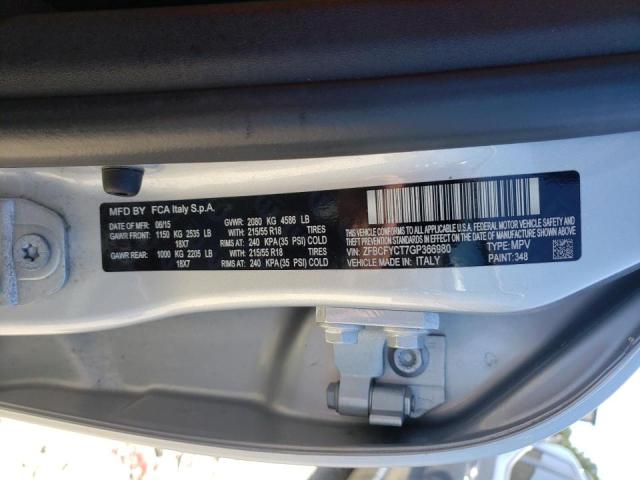 MFD BY FCA Italy S.p.A.
DATE OF MFR: 06/15 GVWR: 2080 KG 4586 LB
GAWR FRONT: 1150 KG 2535 LB WITH: 215/55 R18 TIRES
18X7 RIMS AT: 240 KPA(35 PSI) COLD
GAWR REAR: 1000 KG 2205 LB WITH: 215/55 R18 TIRES
18X7 RIMS AT: 240 KPA(35 PSI) COLD
THIS VEHICLE CONFORMS TO ALL APPLICABLE U.S.A. FEDERAL MOTOR VEHICLE
SAFETY, BUMPER AND THEFT PREVENTION STANDARDS IN
EFFECT ON THE DATE OF MANUFACTURE SHOWN ABOVE
VIN: ZFBCFYCT7GP366980 TYPE: MPV
VEHICLE MADE IN: ITALY PAINT: 348